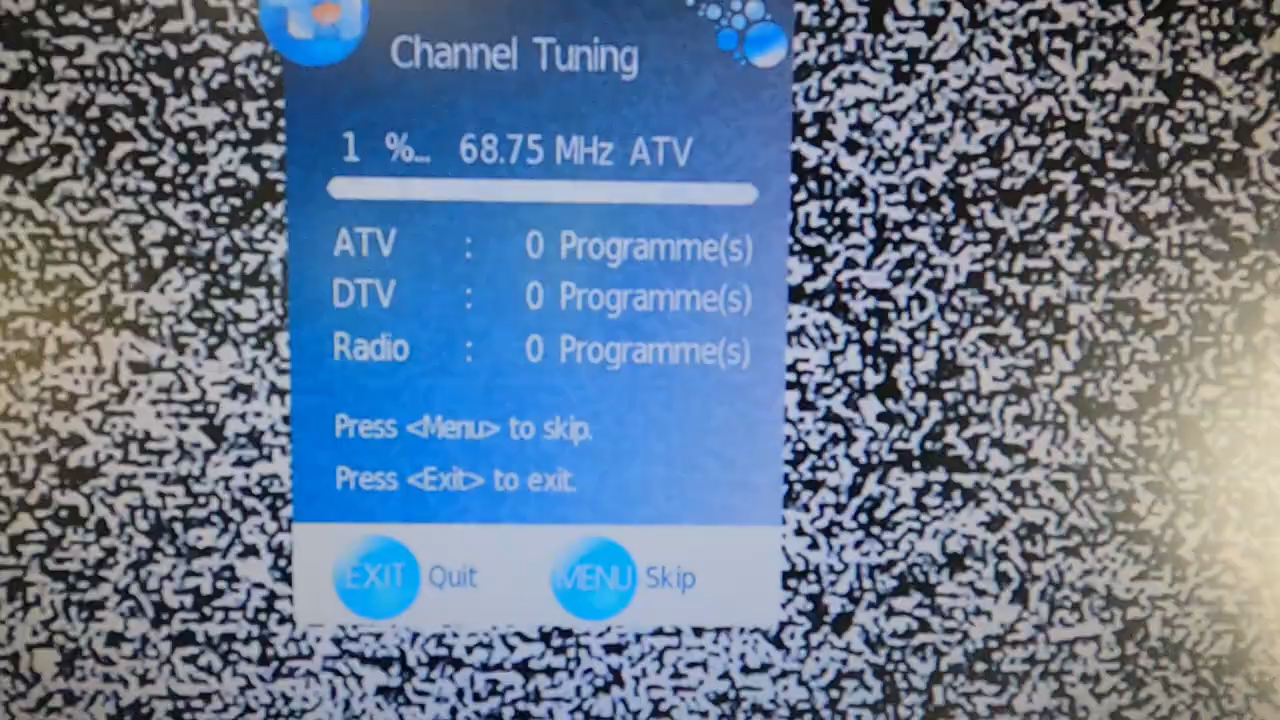 Channel Tuning
1 %... 68.75 MHz ATV
ATV : 0 Programme(s)
DTV : 0 Programme(s)
Radio : 0 Programme(s)
Press <Menu> to skip.
Press <Exit> to exit.
EXIT Quit MENU Skip